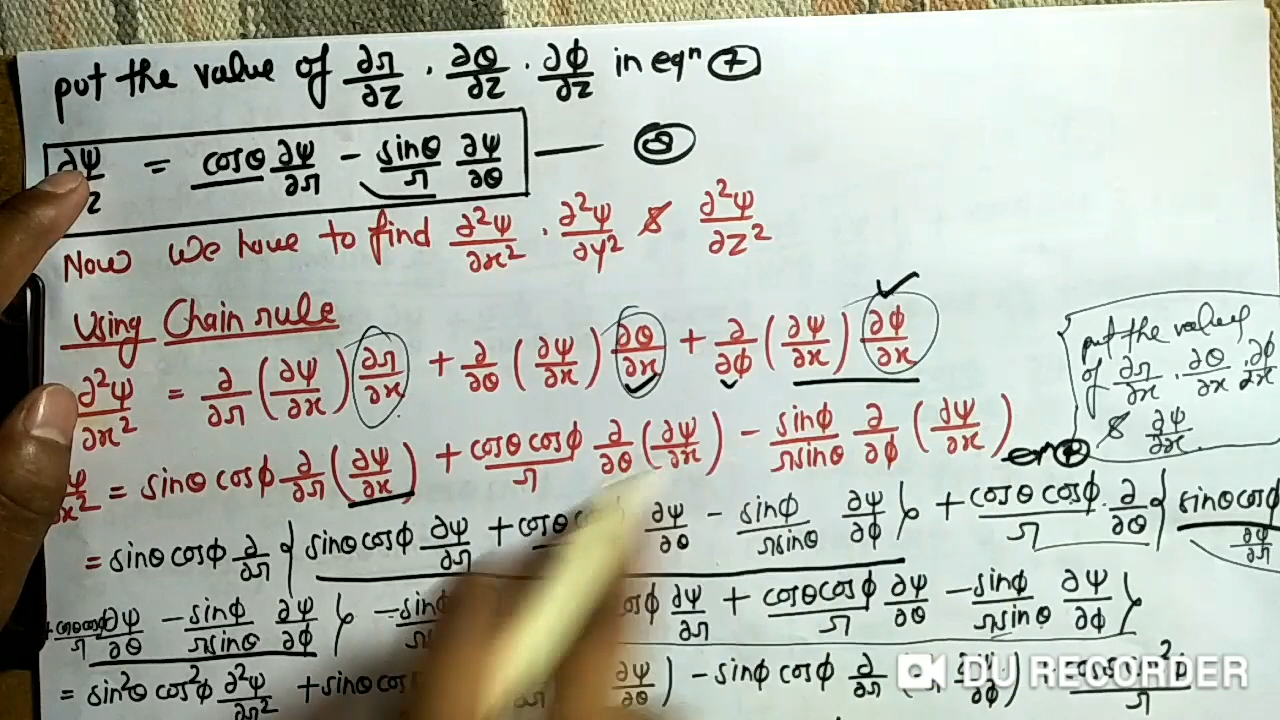 put the value of ∂r/∂z . ∂θ/∂z . ∂φ/∂z in eqn ⑦
∂ψ/∂z = cosθ ∂ψ/∂r − sinθ/r ∂ψ/∂θ —
Now we have to find ∂²ψ/∂x² . ∂²ψ/∂y² & ∂²ψ/∂z²
Using Chain rule
∂²ψ/∂x² = ∂/∂r (∂ψ/∂x) ∂r/∂x + ∂/∂θ (∂ψ/∂x) ∂θ/∂x + ∂/∂φ (∂ψ/∂x) ∂φ/∂x
put the value
of ∂r/∂x . ∂θ/∂x . ∂φ/∂x
& ∂ψ/∂x.
= sinθ cosφ ∂/∂r (∂ψ/∂x) + cosθ cosφ/r ∂/∂θ (∂ψ/∂x) − sinφ/r sinθ ∂/∂φ (∂ψ/∂x)
= sinθ cosφ ∂/∂r { sinθ cosφ ∂ψ/∂r + ∂ψ/∂θ − sinφ/r sinθ ∂ψ/∂φ } + cosθ cosφ/r . ∂/∂θ { sinθ cosφ ∂ψ/∂r
+ cosθ cosφ/r ∂ψ/∂θ − sinφ/r sinθ ∂ψ/∂φ } − ∂ψ/∂r + cosθ cosφ/r ∂ψ/∂θ − sinφ/r sinθ ∂ψ/∂φ }
= sin²θ cos²φ ∂²ψ/∂r² + ∂ψ/∂θ ) − sinφ cosφ ∂/∂r
DU RECORDER